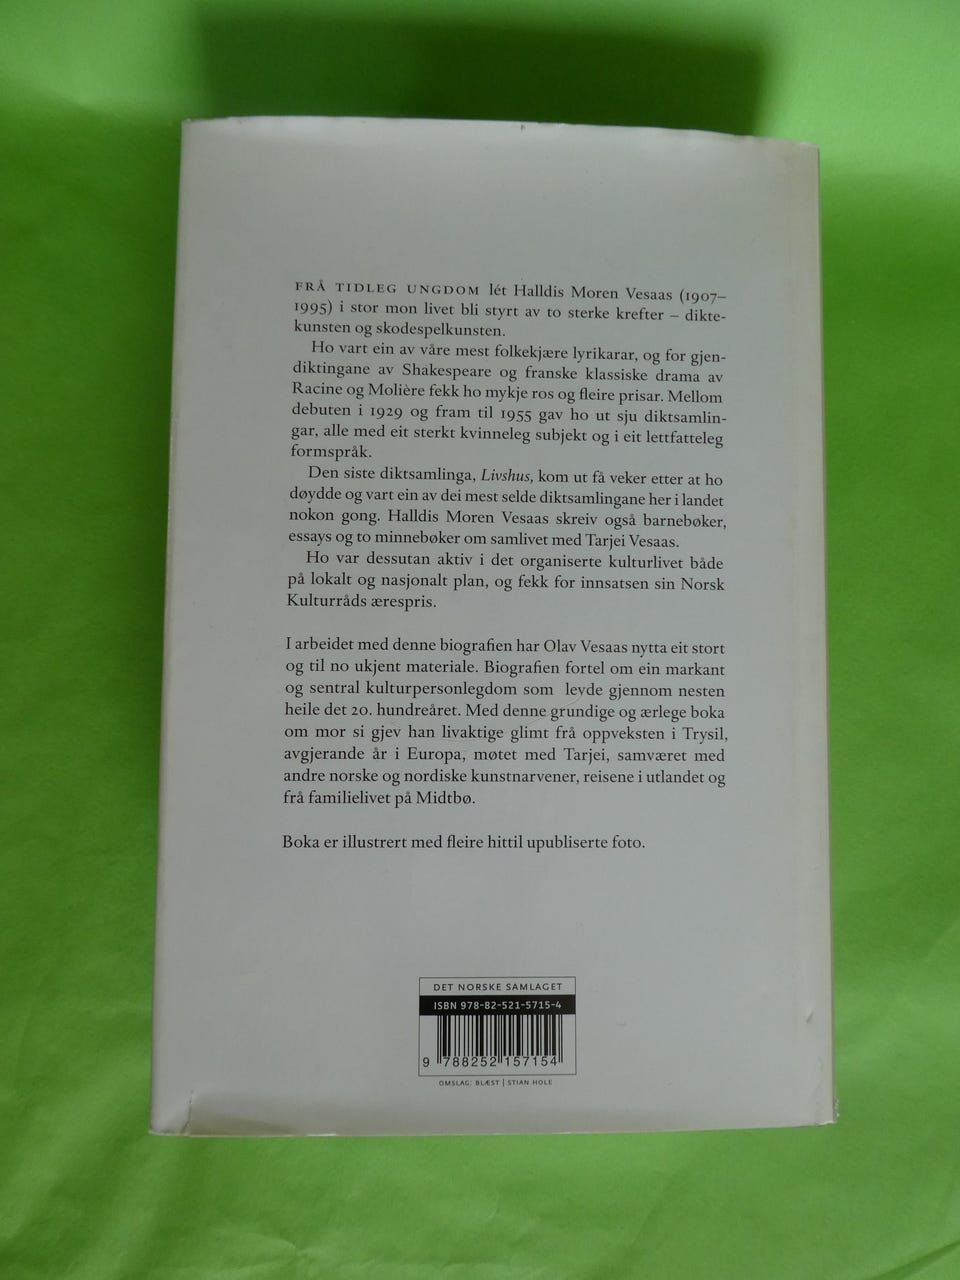 FRÅ TIDLEG UNGDOM lét Halldis Moren Vesaas (1907–
1995) i stor mon livet bli styrt av to sterke krefter – dikte-
kunsten og skodespelkunsten.
Ho vart ein av våre mest folkekjære lyrikarar, og for gjen-
diktingane av Shakespeare og franske klassiske drama av
Racine og Molière fekk ho mykje ros og fleire prisar. Mellom
debuten i 1929 og fram til 1955 gav ho ut sju diktsamlin-
gar, alle med eit sterkt kvinneleg subjekt og i eit lettfatteleg
formspråk.
Den siste diktsamlinga, Livshus, kom ut få veker etter at ho
døydde og vart ein av dei mest selde diktsamlingane her i landet
nokon gong. Halldis Moren Vesaas skreiv også barnebøker,
essays og to minnebøker om samlivet med Tarjei Vesaas.
Ho var dessutan aktiv i det organiserte kulturlivet både
på lokalt og nasjonalt plan, og fekk for innsatsen sin Norsk
Kulturråds ærespris.
I arbeidet med denne biografien har Olav Vesaas nytta eit stort
og til no ukjent materiale. Biografien fortel om ein markant
og sentral kulturpersonlegdom som levde gjennom nesten
heile det 20. hundreåret. Med denne grundige og ærlege boka
om mor si gjev han livaktige glimt frå oppveksten i Trysil,
avgjerande år i Europa, møtet med Tarjei, samværet med
andre norske og nordiske kunstnarvener, reisene i utlandet og
frå familielivet på Midtbø.
Boka er illustrert med fleire hittil upubliserte foto.
DET NORSKE SAMLAGET
ISBN 978-82-521-5715-4
9 788252 157154
OMSLAG: BLÆST | STIAN HOLE